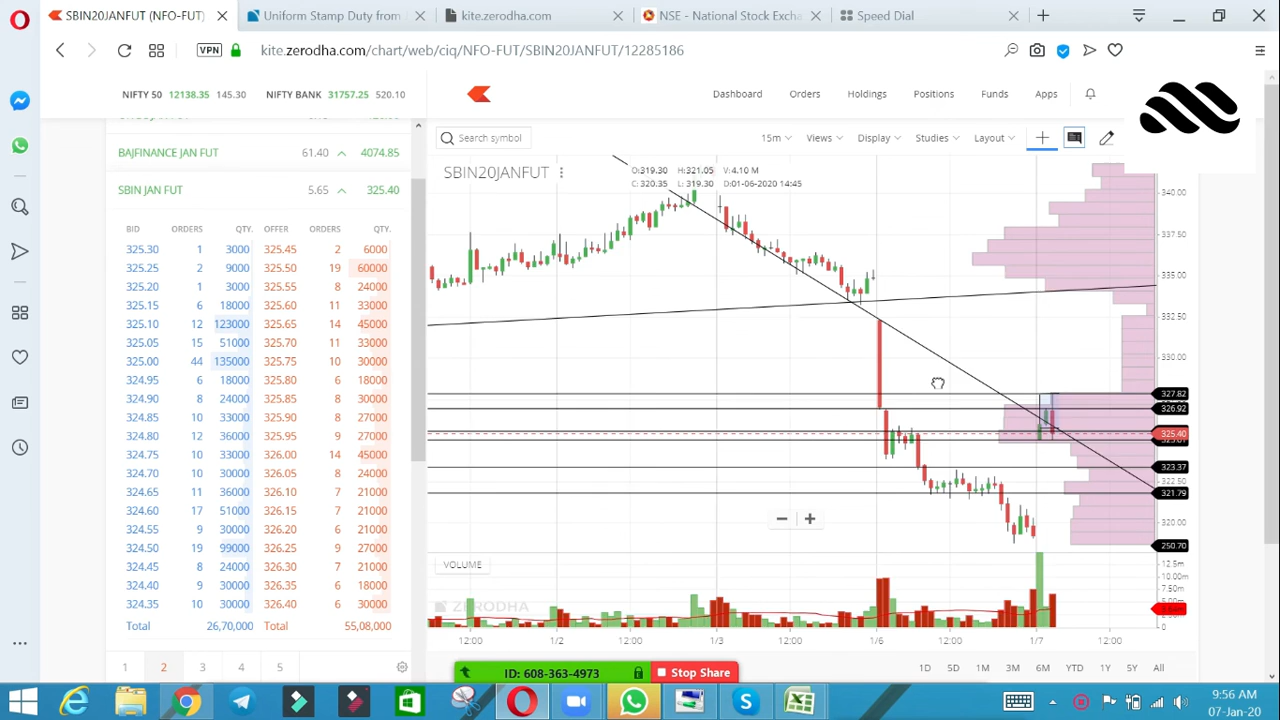 SBIN20JANFUT (NFO-FUT)
Uniform Stamp Duty from
kite.zerodha.com
NSE - National Stock Excha
Speed Dial
VPN
kite.zerodha.com/chart/web/ciq/NFO-FUT/SBIN20JANFUT/12285186
NIFTY 50 12138.35 145.30 NIFTY BANK 31757.25 520.10
Dashboard Orders Holdings Positions Funds Apps
BAJFINANCE JAN FUT 61.40 4074.85
SBIN JAN FUT 5.65 325.40
BID ORDERS QTY. OFFER ORDERS QTY.
325.30 1 3000 325.45 2 6000
325.25 2 9000 325.50 19 60000
325.20 1 3000 325.55 8 24000
325.15 6 18000 325.60 11 33000
325.10 12 123000 325.65 14 45000
325.05 15 51000 325.70 11 33000
325.00 44 135000 325.75 10 30000
324.95 6 18000 325.80 6 18000
324.90 8 24000 325.85 8 30000
324.85 10 33000 325.90 8 27000
324.80 12 36000 325.95 9 27000
324.75 10 33000 326.00 14 45000
324.70 10 30000 326.05 8 24000
324.65 11 36000 326.10 7 21000
324.60 17 51000 326.15 7 21000
324.55 9 30000 326.20 6 21000
324.50 19 99000 326.25 9 27000
324.45 8 24000 326.30 7 21000
324.40 9 30000 326.35 6 18000
324.35 10 30000 326.40 6 30000
Total 26,70,000 Total 55,08,000
1 2 3 4 5
Search symbol
15m Views Display Studies Layout
SBIN20JANFUT
O:319.30 H:321.05 V:4.10 M
C:320.35 L:319.30 D:01-06-2020 14:45
340.00
337.50
335.00
332.50
330.00
327.82
326.92
325.40
323.37
322.50
321.79
320.00
250.70
VOLUME
12.5m
10.00m
7.50m
0
ZERODHA
12:00 1/2 12:00 1/3 12:00 1/6 12:00 1/7 12:00
1D 5D 1M 3M 6M YTD 1Y 5Y All
ID: 608-363-4973
Stop Share
9:56 AM
07-Jan-20